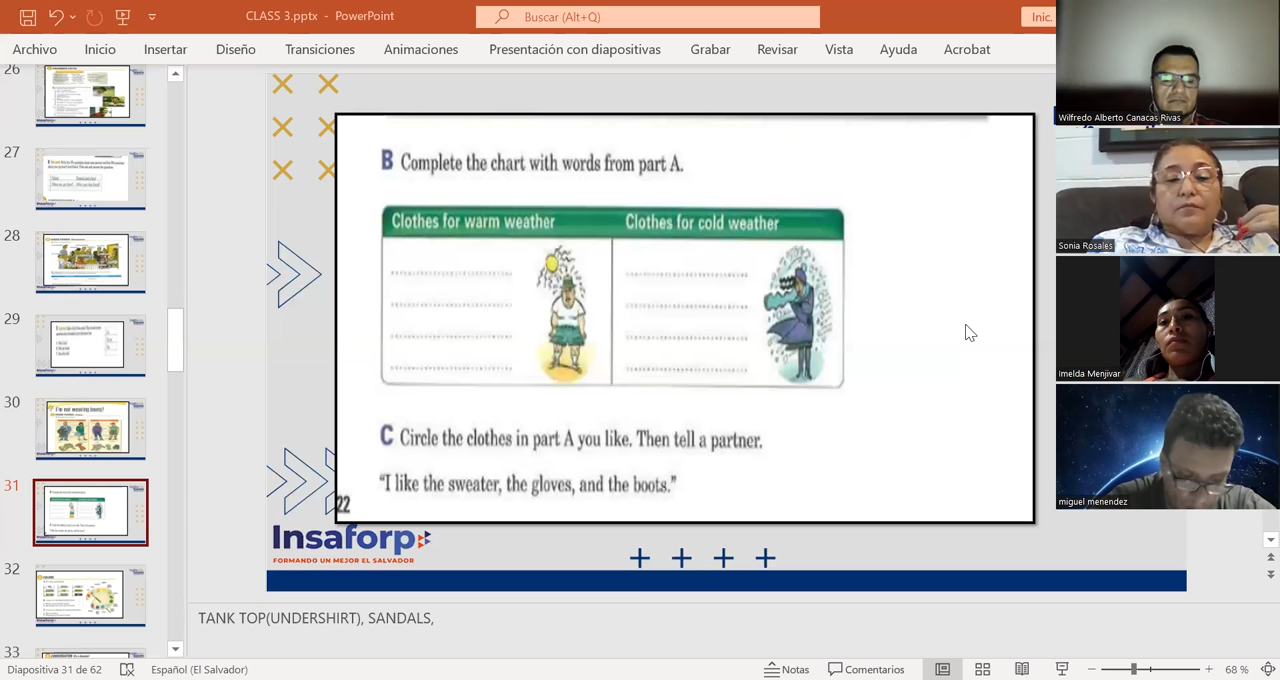 CLASS 3.pptx - PowerPoint
Buscar (Alt+Q)
Inic.
Archivo Inicio Insertar Diseño Transiciones Animaciones Presentación con diapositivas Grabar Revisar Vista Ayuda Acrobat
26
27
28
29
30
I'm not wearing boots!
31
32
33
B Complete the chart with words from part A.
Clothes for warm weather Clothes for cold weather
C Circle the clothes in part A you like. Then tell a partner.
“I like the sweater, the gloves, and the boots.”
22
Insaforp
FORMANDO UN MEJOR EL SALVADOR
Wilfredo Alberto Canacas Rivas
Sonia Rosales
Imelda Menjivar
miguel menendez
TANK TOP(UNDERSHIRT), SANDALS,
Diapositiva 31 de 62 Español (El Salvador) Notas Comentarios 68 %